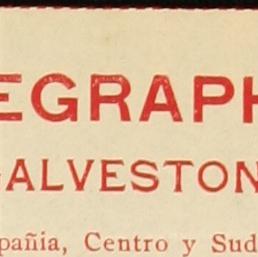 EGRAPH
GALVESTON
pañia, Centro y Sud